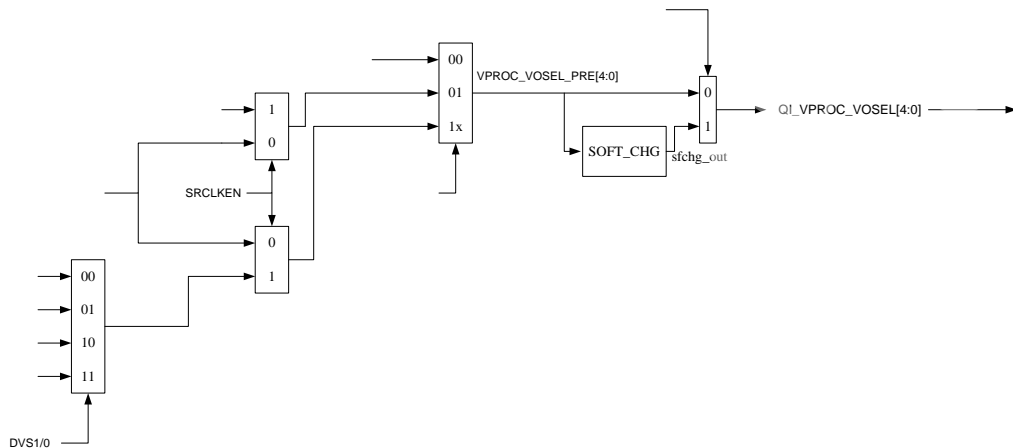 00
VPROC_VOSEL_PRE[4:0]
01
1x
0
1
QI_VPROC_VOSEL[4:0]
SOFT_CHG
sfchg_out
1
0
SRCLKEN
0
1
00
01
10
11
DVS1/0